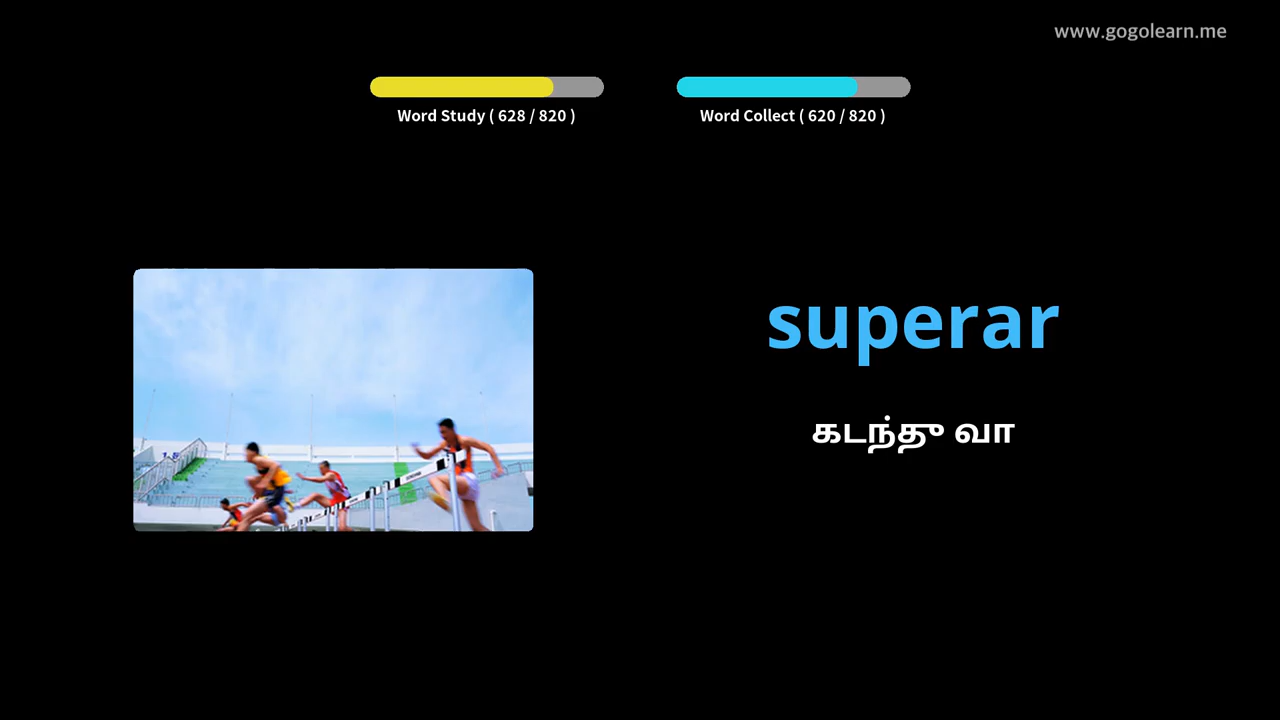 www.gogolearn.me
Word Study ( 628 / 820 )
Word Collect ( 620 / 820 )
superar
கடந்து வா